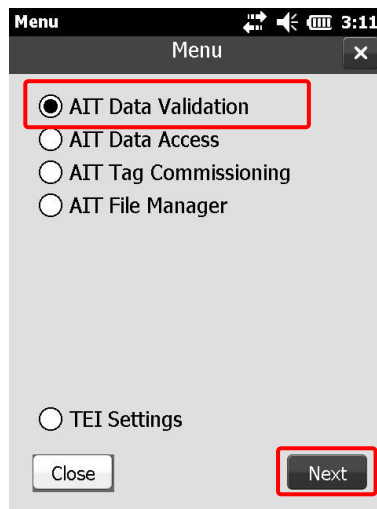 Menu 3:11
Menu
AIT Data Validation
AIT Data Access
AIT Tag Commissioning
AIT File Manager
TEI Settings
Close Next